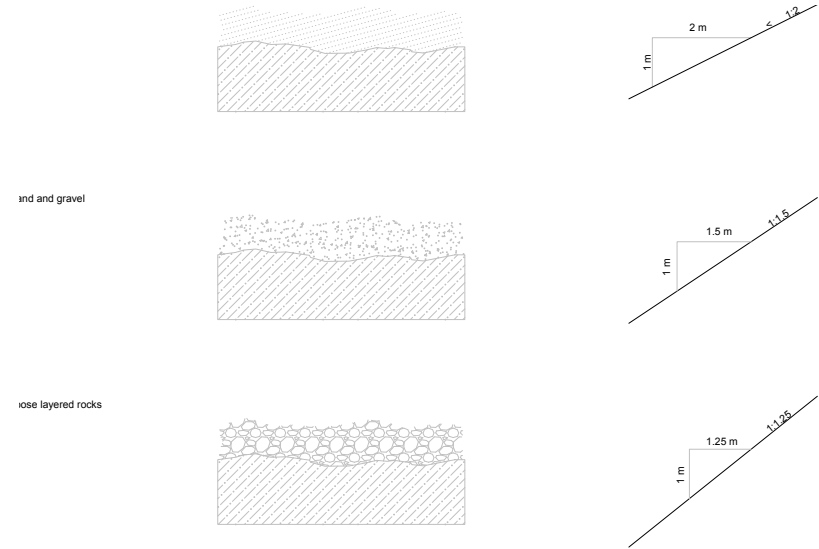 2 m
< 1:2
1 m
and and gravel
1.5 m
1:1.5
1 m
oose layered rocks
1.25 m
1:1.25
1 m